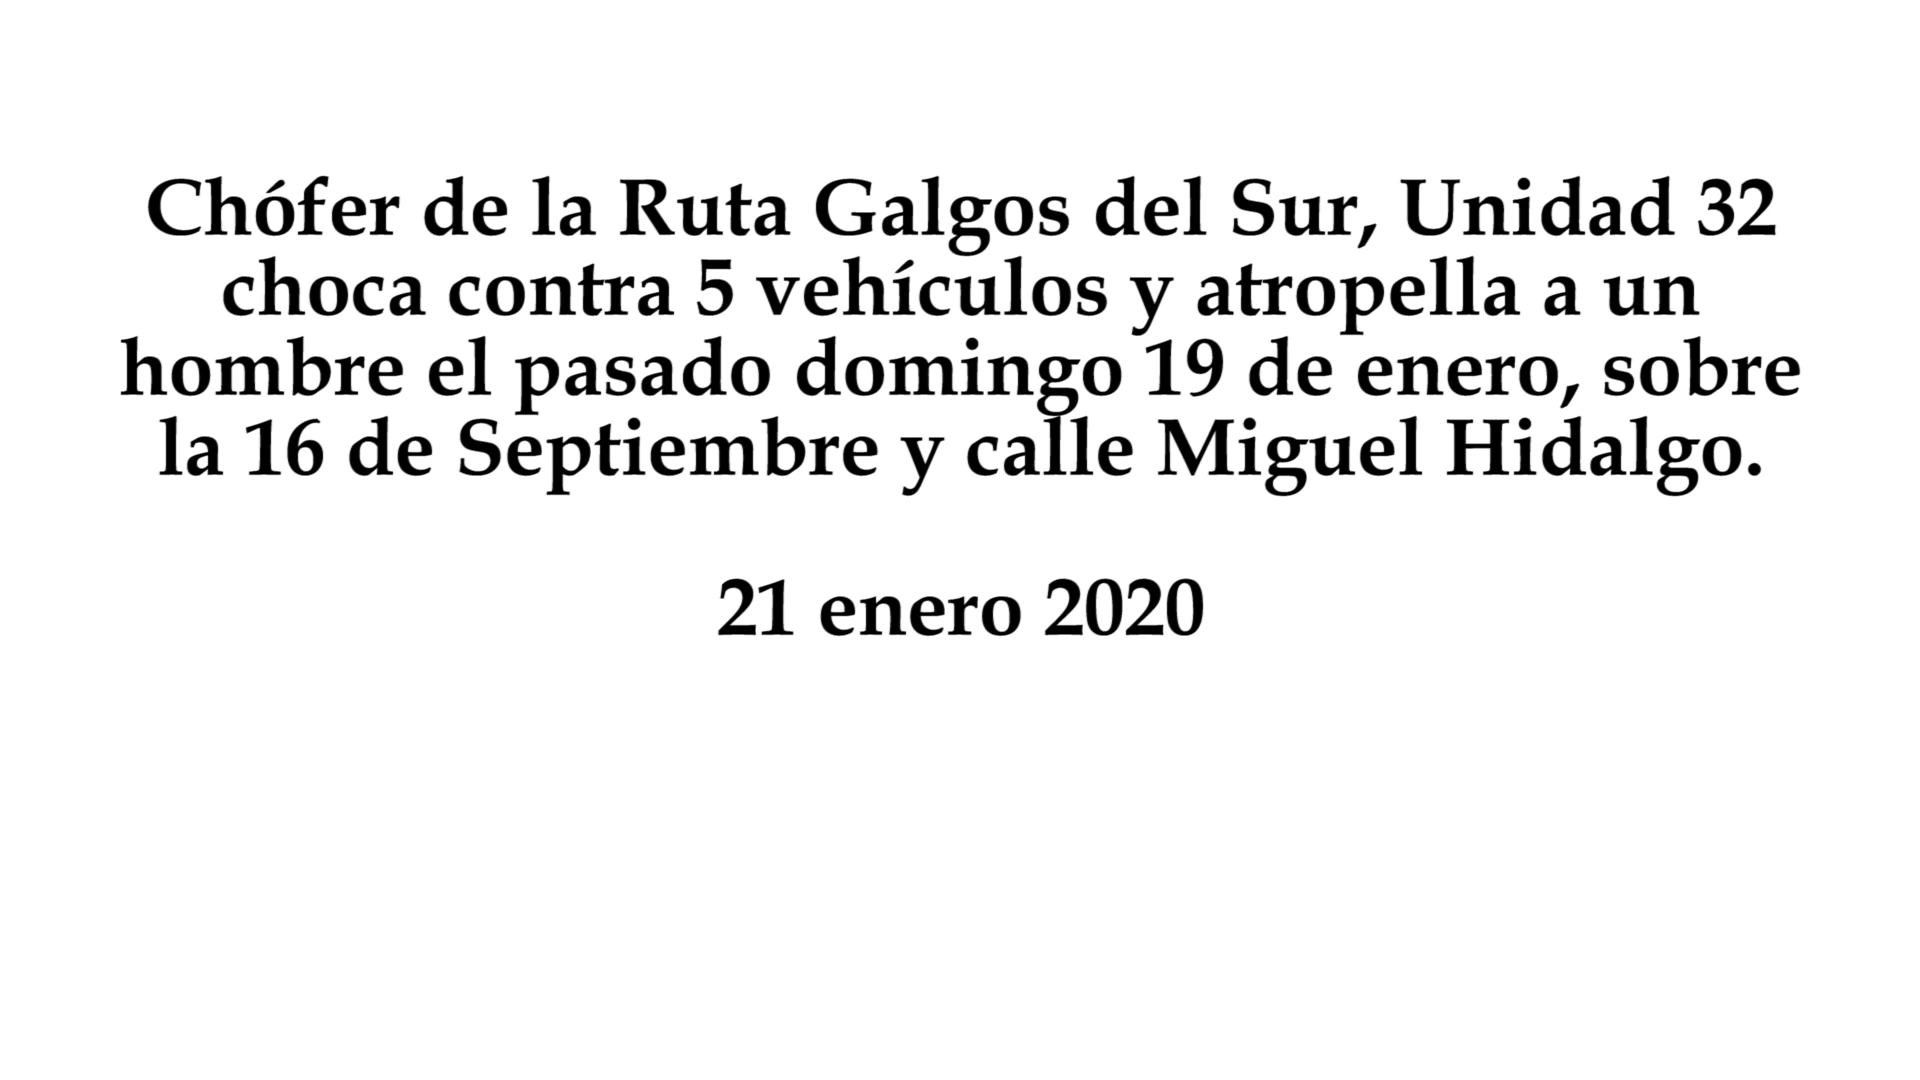 Chófer de la Ruta Galgos del Sur, Unidad 32
choca contra 5 vehículos y atropella a un
hombre el pasado domingo 19 de enero, sobre
la 16 de Septiembre y calle Miguel Hidalgo.
21 enero 2020